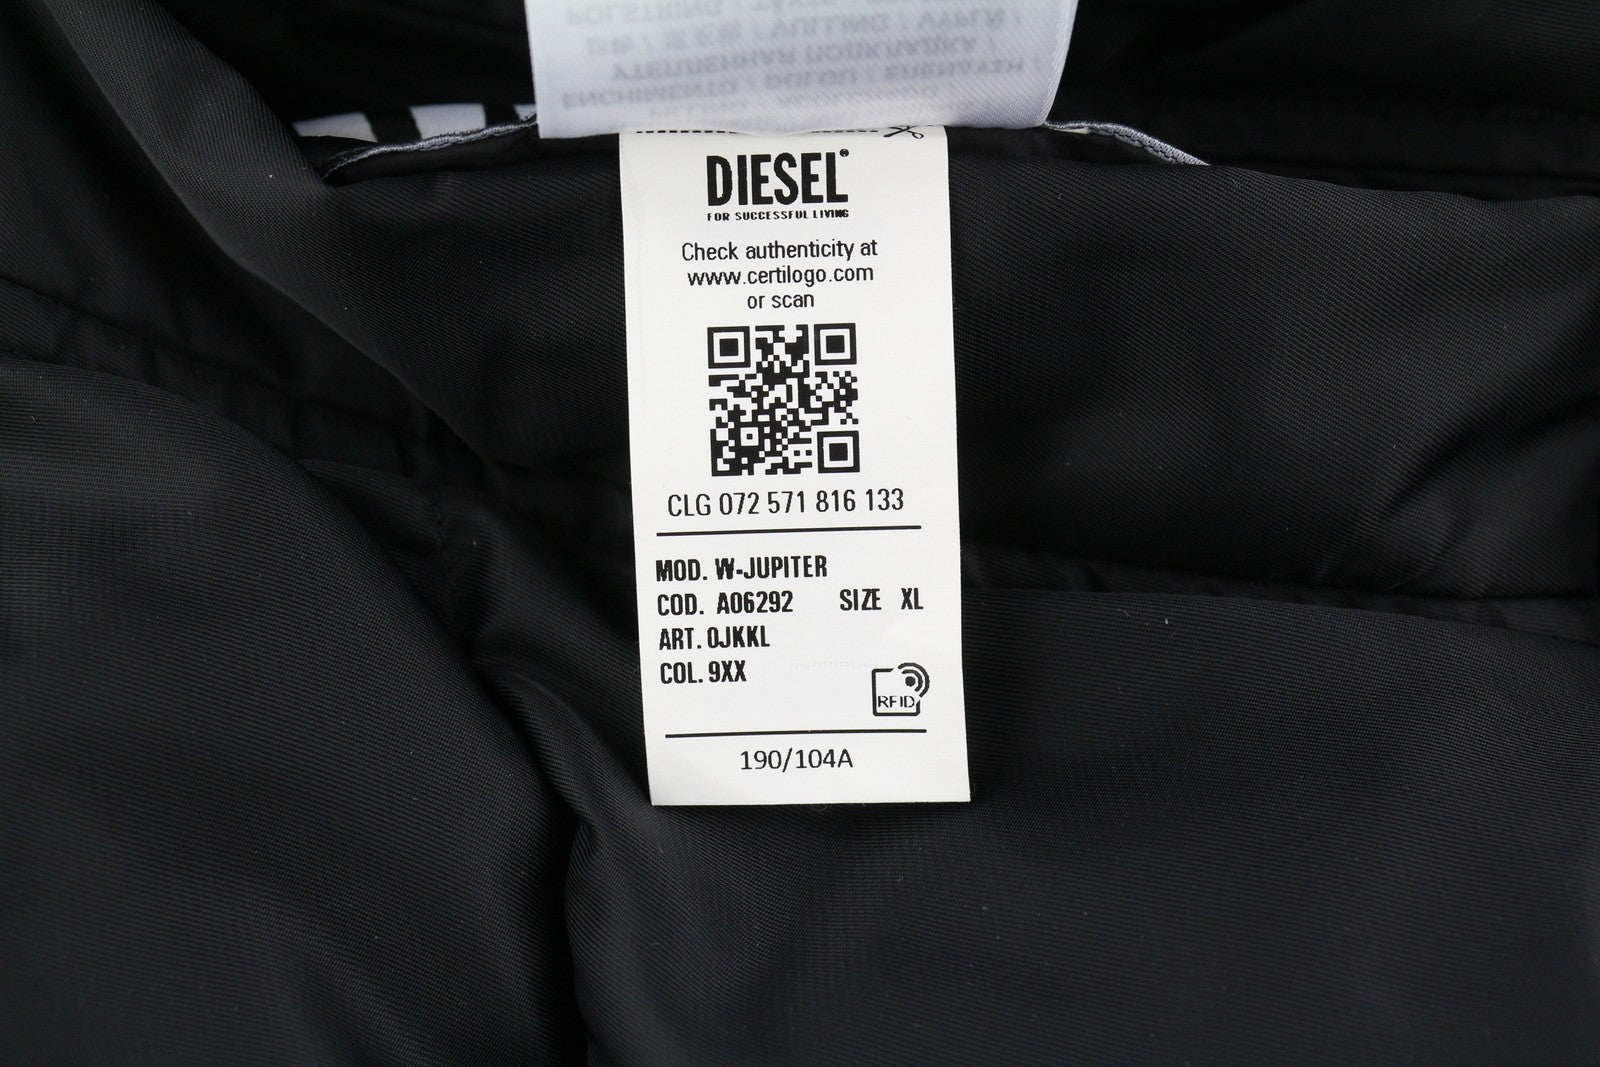 DIESEL®
FOR SUCCESSFUL LIVING
Check authenticity at
www.certilogo.com
or scan
CLG 072 571 816 133
MOD. W-JUPITER
COD. A06292 SIZE XL
ART. 0JKKL
COL. 9XX
RFID
190/104A